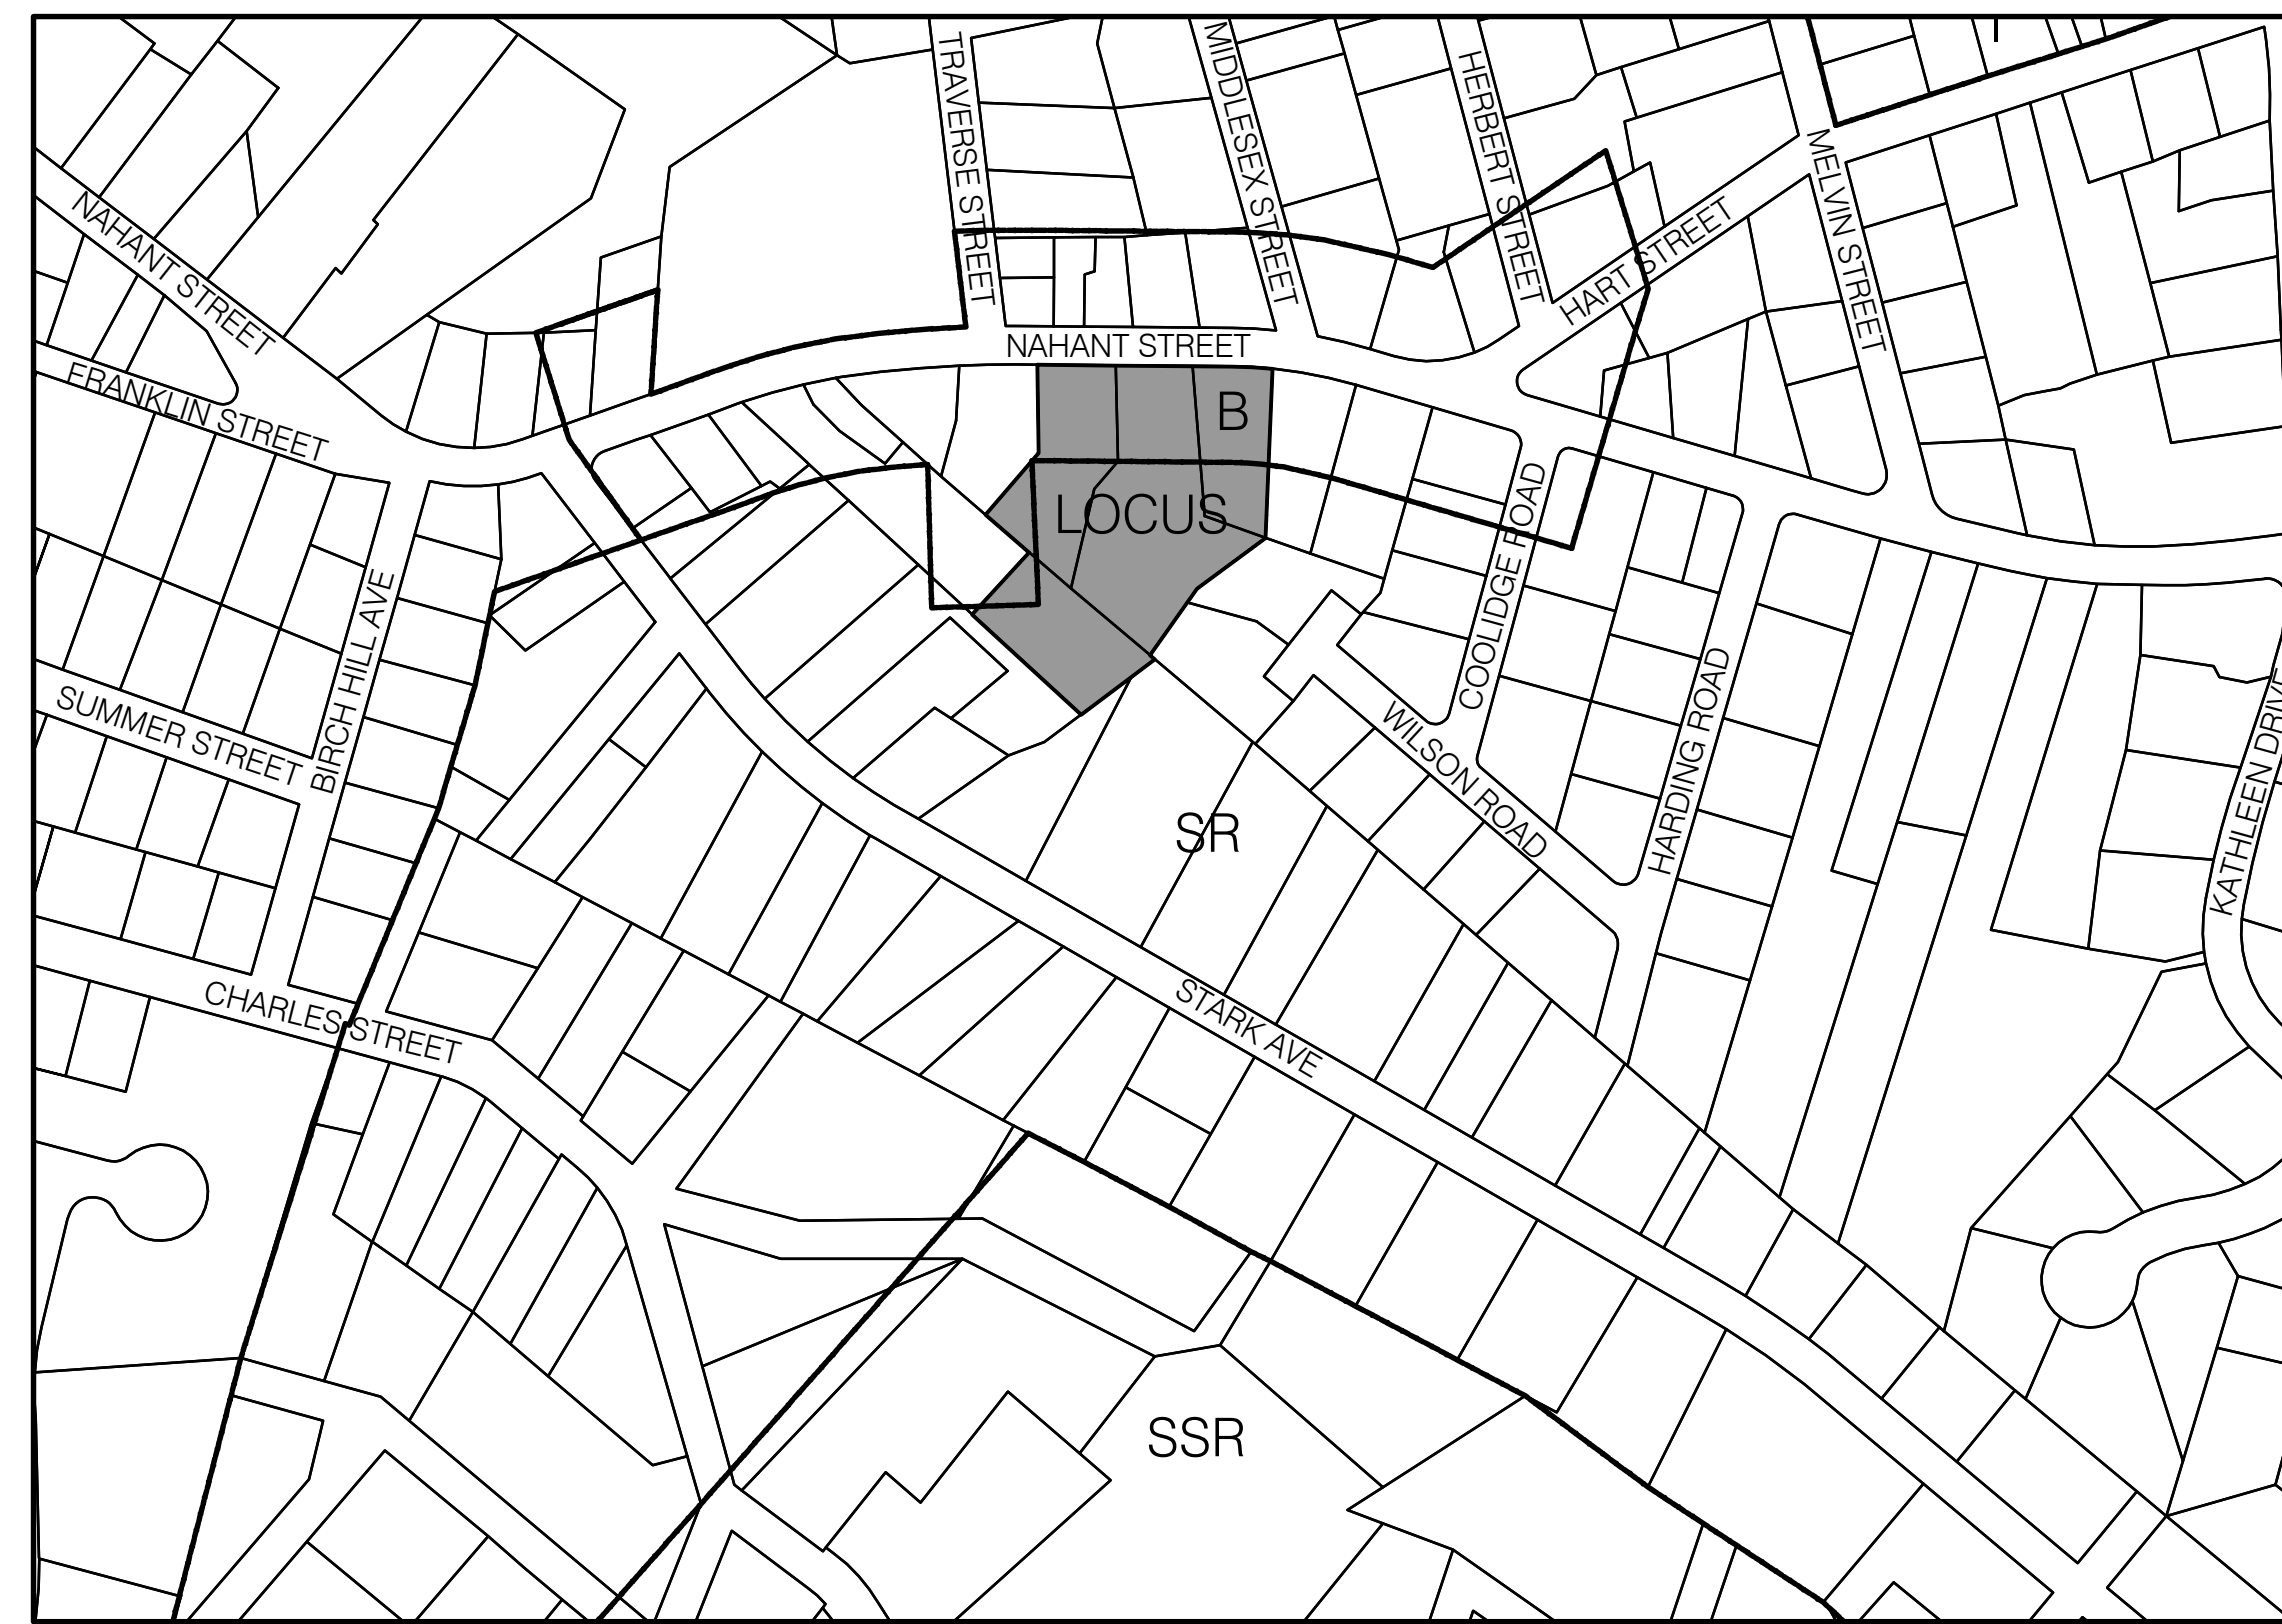 TRAVERSE STREET
MIDDLESEX STREET
HERBERT STREET
MELVIN STREET
NAHANT STREET
HART STREET
NAHANT STREET
FRANKLIN STREET
B
LOCUS
COOLIDGE ROAD
BIRCH HILL AVE
SUMMER STREET
HARDING ROAD
WILSON ROAD
KATHLEEN DRIVE
SR
CHARLES STREET
STARK AVE
SSR